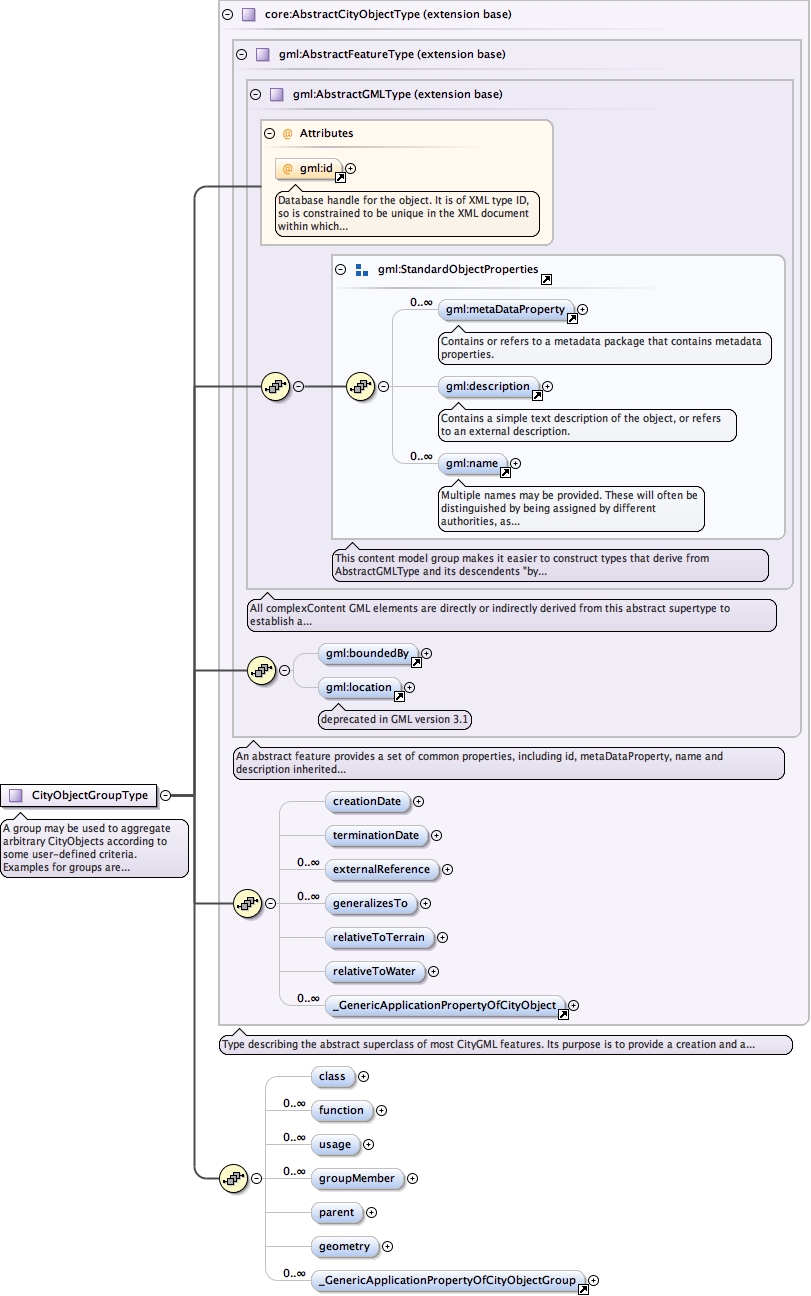 core:AbstractCityObjectType (extension base)
gml:AbstractFeatureType (extension base)
gml:AbstractGMLType (extension base)
@ Attributes
@ gml:id
Database handle for the object. It is of XML type ID,
so is constrained to be unique in the XML document
within which...
gml:StandardObjectProperties
0..∞
gml:metaDataProperty
Contains or refers to a metadata package that contains metadata
properties.
gml:description
Contains a simple text description of the object, or refers
to an external description.
0..∞
gml:name
Multiple names may be provided. These will often be
distinguished by being assigned by different
authorities, as...
This content model group makes it easier to construct types that derive from
AbstractGMLType and its descendents "by...
All complexContent GML elements are directly or indirectly derived from this abstract supertype to
establish a...
gml:boundedBy
gml:location
deprecated in GML version 3.1
An abstract feature provides a set of common properties, including id, metaDataProperty, name and
description inherited...
CityObjectGroupType
A group may be used to aggregate
arbitrary CityObjects according to
some user-defined criteria.
Examples for groups are...
creationDate
terminationDate
0..∞
externalReference
0..∞
generalizesTo
relativeToTerrain
relativeToWater
0..∞
_GenericApplicationPropertyOfCityObject
Type describing the abstract superclass of most CityGML features. Its purpose is to provide a creation and a...
class
0..∞
function
0..∞
usage
0..∞
groupMember
parent
geometry
0..∞
_GenericApplicationPropertyOfCityObjectGroup